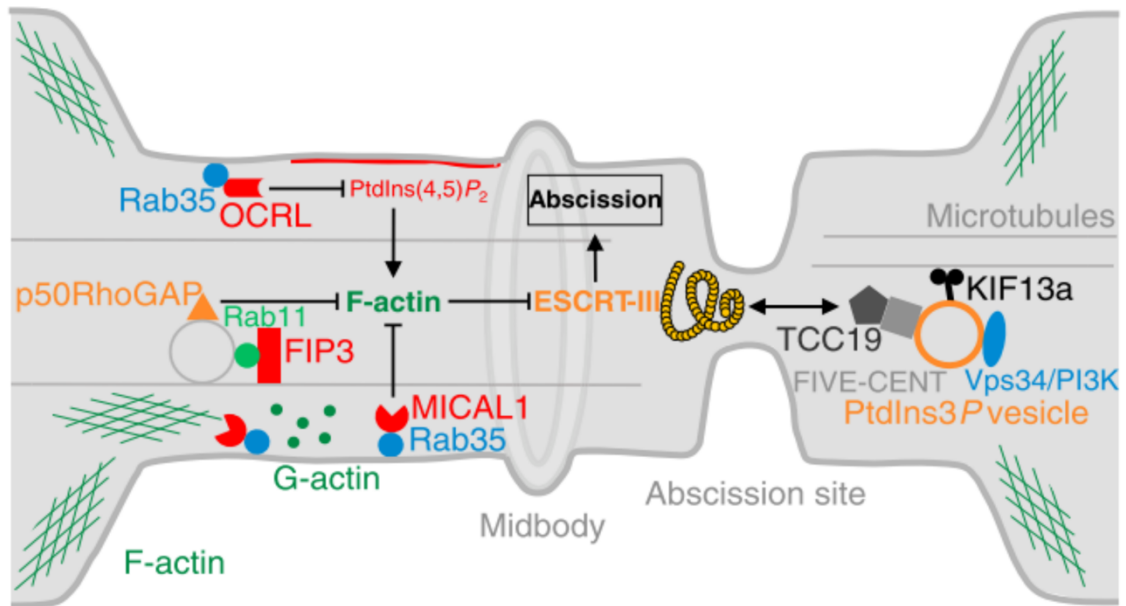 Rab35
OCRL
PtdIns(4,5)P2
Abscission
Microtubules
p50RhoGAP
Rab11
FIP3
F-actin
ESCRT-III
KIF13a
TCC19
FIVE-CENT
Vps34/PI3K
PtdIns3P vesicle
MICAL1
Rab35
G-actin
Abscission site
Midbody
F-actin